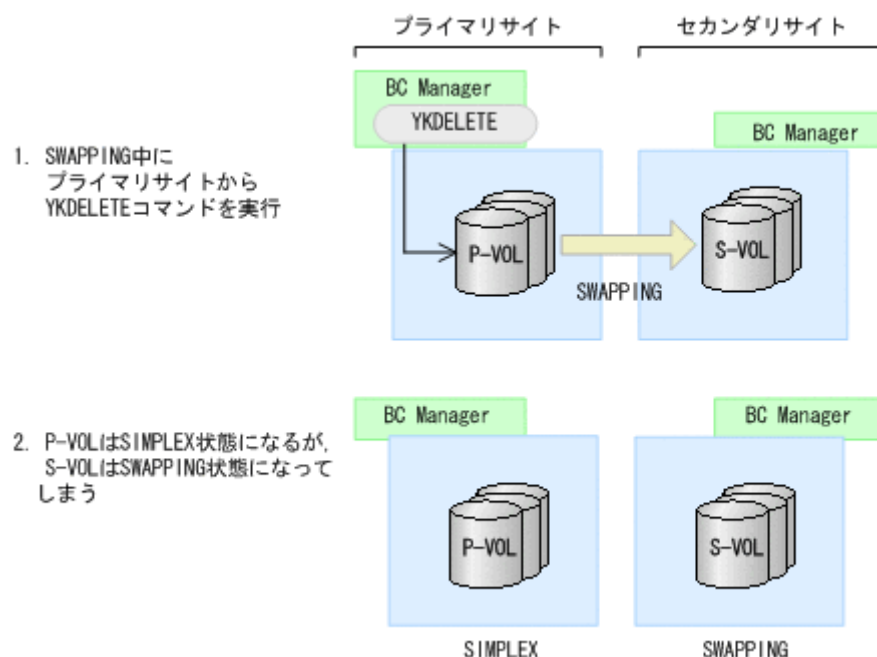 プライマリサイト
セカンダリサイト
BC Manager
YKDELETE
BC Manager
1. SWAPPING中に
プライマリサイトから
YKDELETEコマンドを実行
P-VOL
S-VOL
SWAPPING
BC Manager
BC Manager
2. P-VOLはSIMPLEX状態になるが,
S-VOLはSWAPPING状態になって
しまう
P-VOL
S-VOL
SIMPLEX
SWAPPING